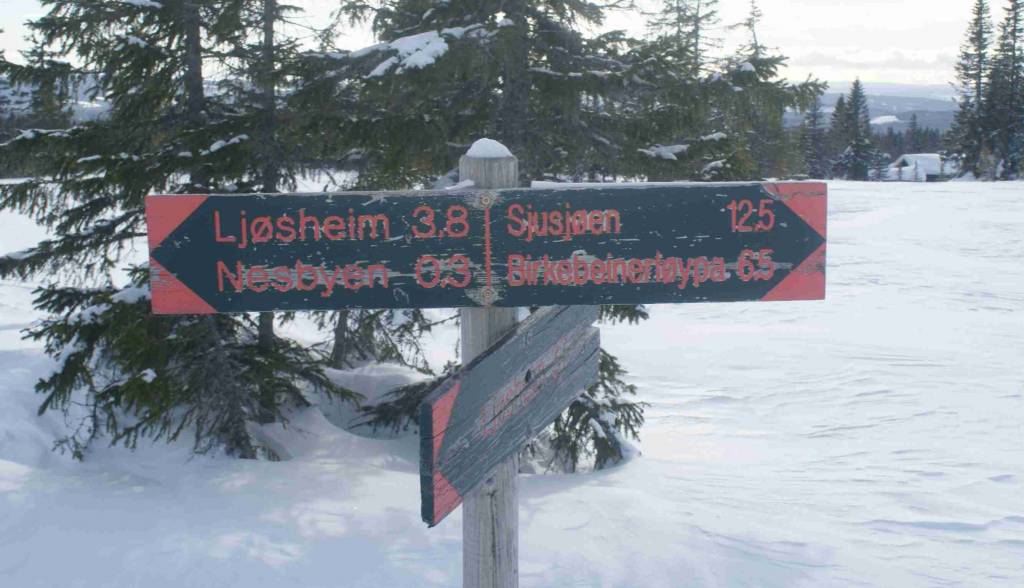 Ljøsheim 3.8
Nesbyen 0.3
Sjusjøen 12.5
Birkebeinerløypa 6.5